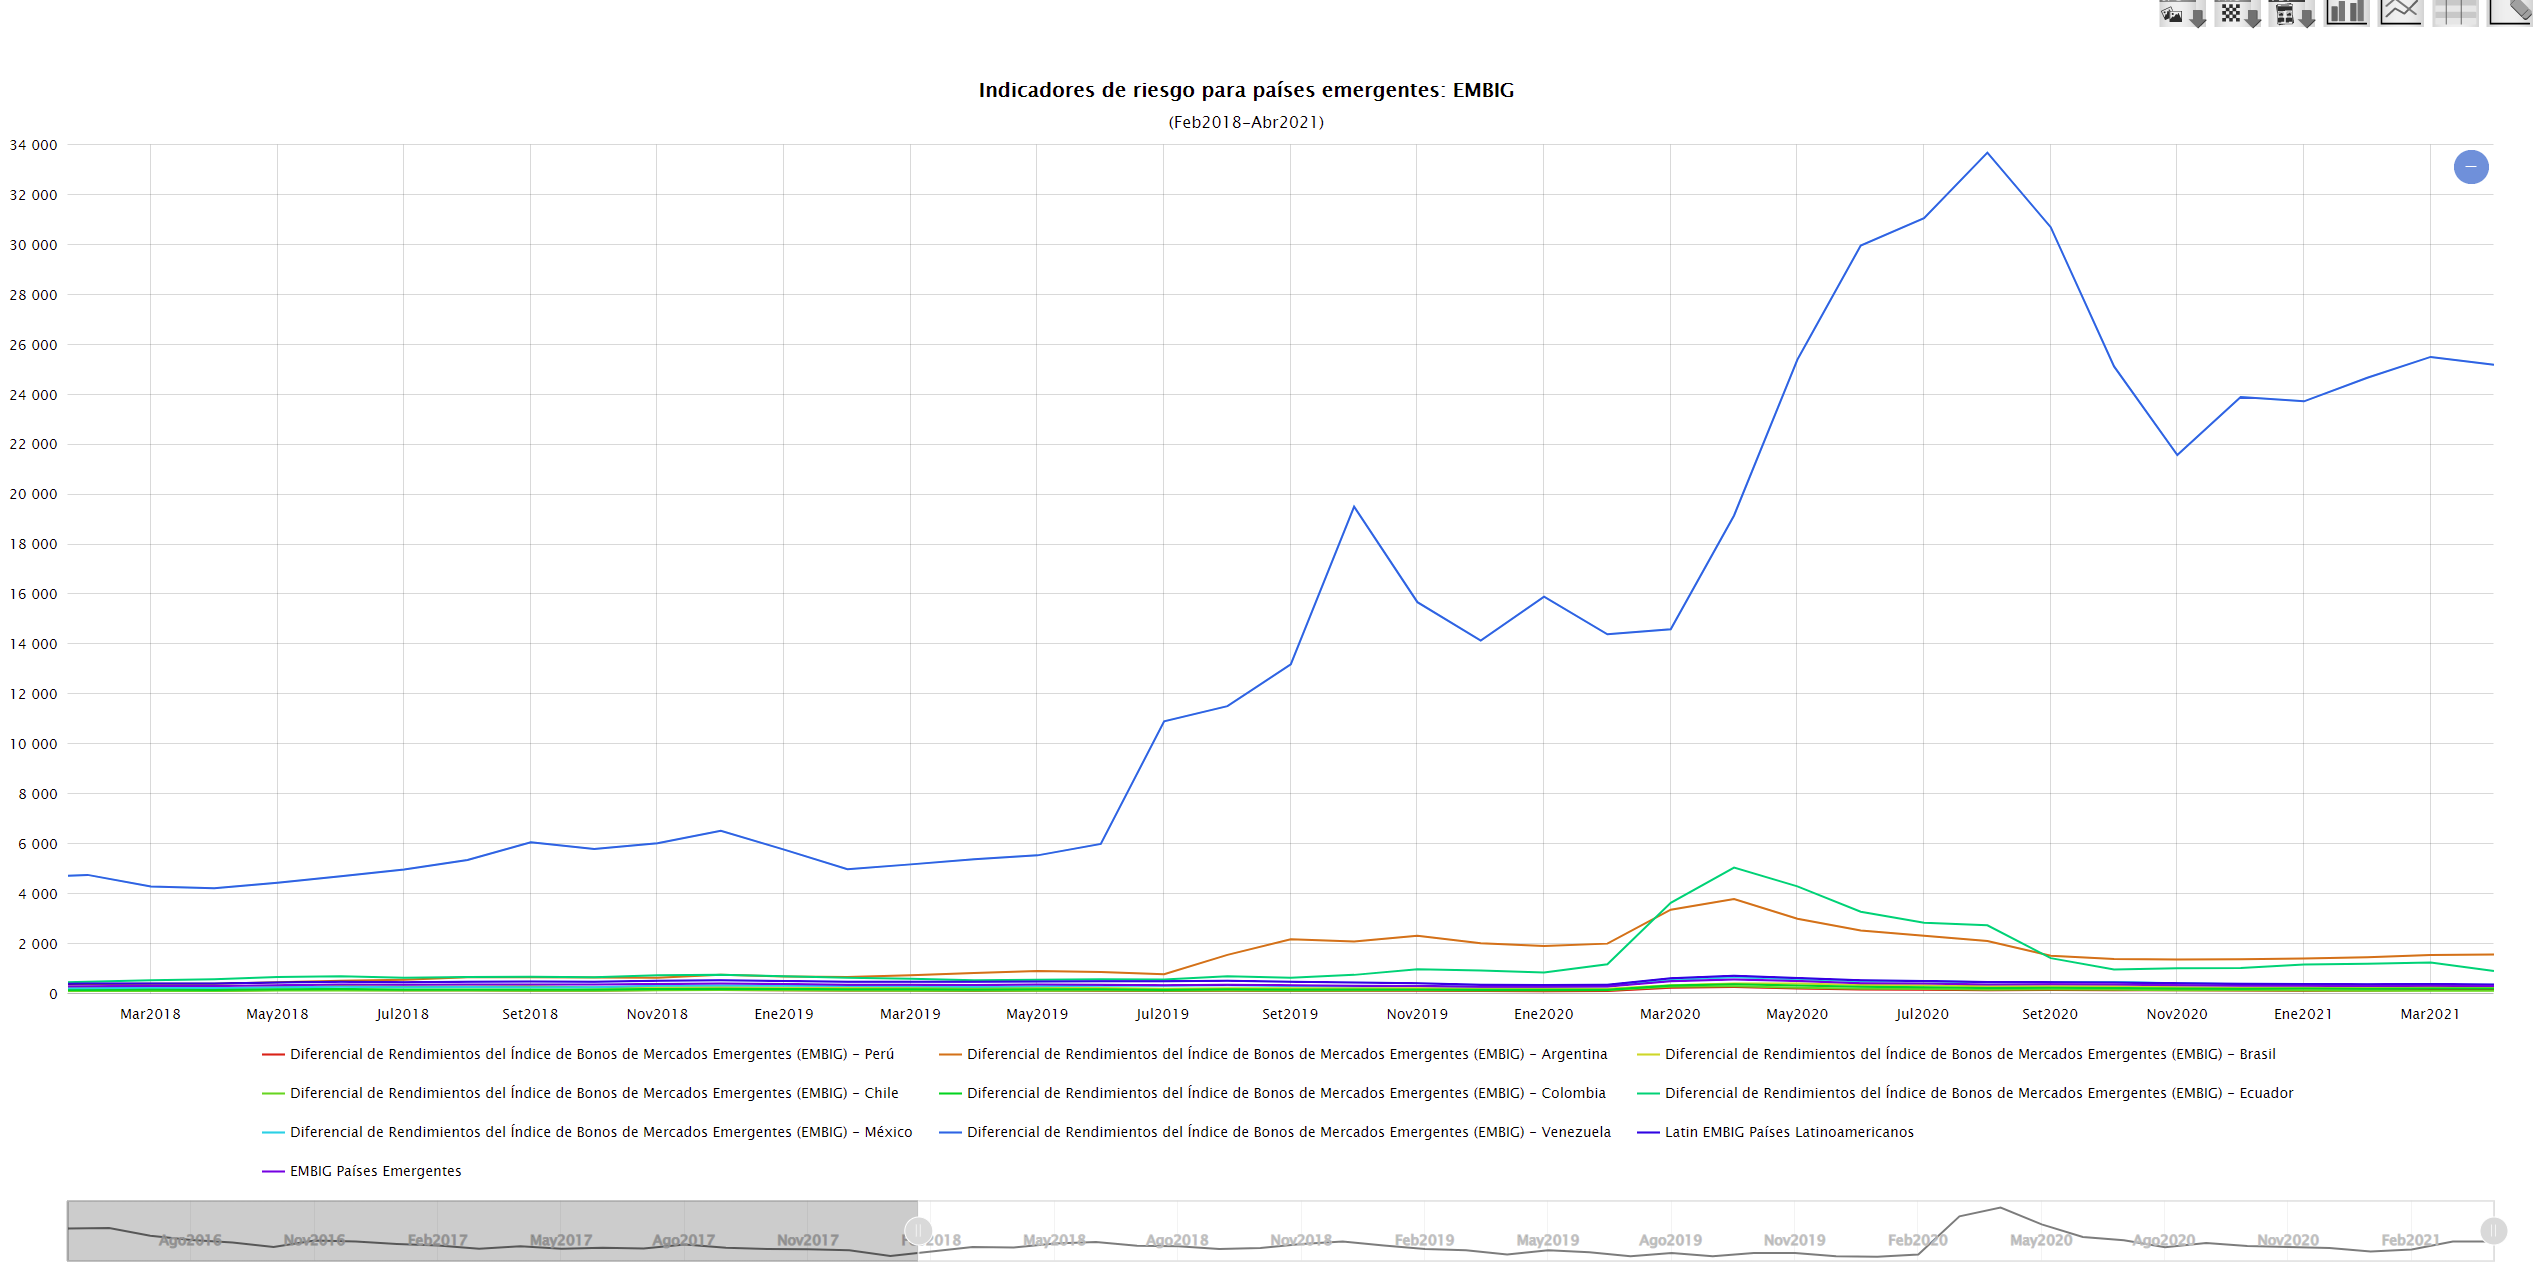 Indicadores de riesgo para países emergentes: EMBIG
(Feb2018-Abr2021)
34 000
32 000
30 000
28 000
26 000
24 000
22 000
20 000
18 000
16 000
14 000
12 000
10 000
8 000
6 000
4 000
2 000
0
Mar2018 May2018 Jul2018 Set2018 Nov2018 Ene2019 Mar2019 May2019 Jul2019 Set2019 Nov2019 Ene2020 Mar2020 May2020 Jul2020 Set2020 Nov2020 Ene2021 Mar2021
Diferencial de Rendimientos del Índice de Bonos de Mercados Emergentes (EMBIG) - Perú
Diferencial de Rendimientos del Índice de Bonos de Mercados Emergentes (EMBIG) - Argentina
Diferencial de Rendimientos del Índice de Bonos de Mercados Emergentes (EMBIG) - Brasil
Diferencial de Rendimientos del Índice de Bonos de Mercados Emergentes (EMBIG) - Chile
Diferencial de Rendimientos del Índice de Bonos de Mercados Emergentes (EMBIG) - Colombia
Diferencial de Rendimientos del Índice de Bonos de Mercados Emergentes (EMBIG) - Ecuador
Diferencial de Rendimientos del Índice de Bonos de Mercados Emergentes (EMBIG) - México
Diferencial de Rendimientos del Índice de Bonos de Mercados Emergentes (EMBIG) - Venezuela
Latin EMBIG Países Latinoamericanos
EMBIG Países Emergentes
Ago2016 Nov2016 Feb2017 May2017 Ago2017 Nov2017 2018 May2018 Ago2018 Nov2018 Feb2019 May2019 Ago2019 Nov2019 Feb2020 May2020 Ago2020 Nov2020 Feb2021